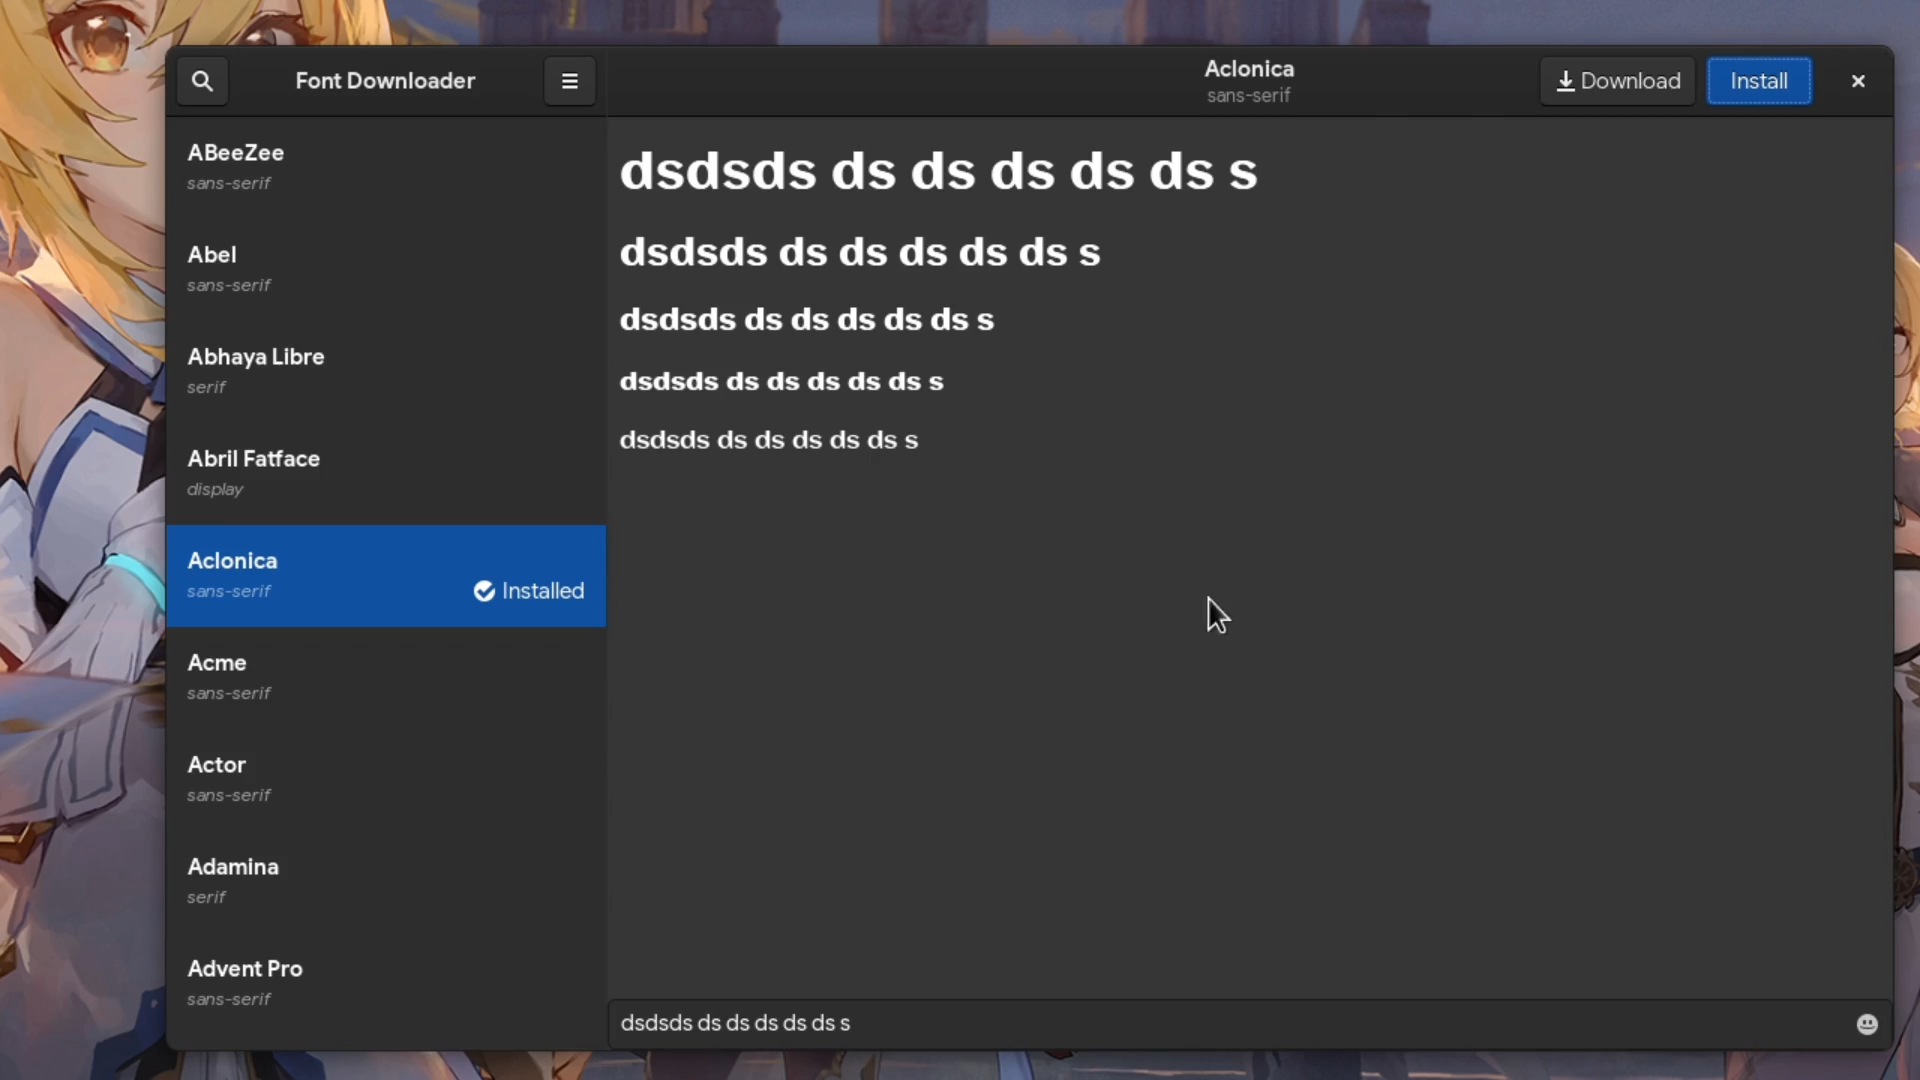 Font Downloader
Aclonica
sans-serif
Download
Install
ABeeZee
sans-serif
Abel
sans-serif
Abhaya Libre
serif
Abril Fatface
display
Aclonica
sans-serif
Installed
Acme
sans-serif
Actor
sans-serif
Adamina
serif
Advent Pro
sans-serif
dsdsds ds ds ds ds ds s
dsdsds ds ds ds ds ds s
dsdsds ds ds ds ds ds s
dsdsds ds ds ds ds ds s
dsdsds ds ds ds ds ds s
dsdsds ds ds ds ds ds s